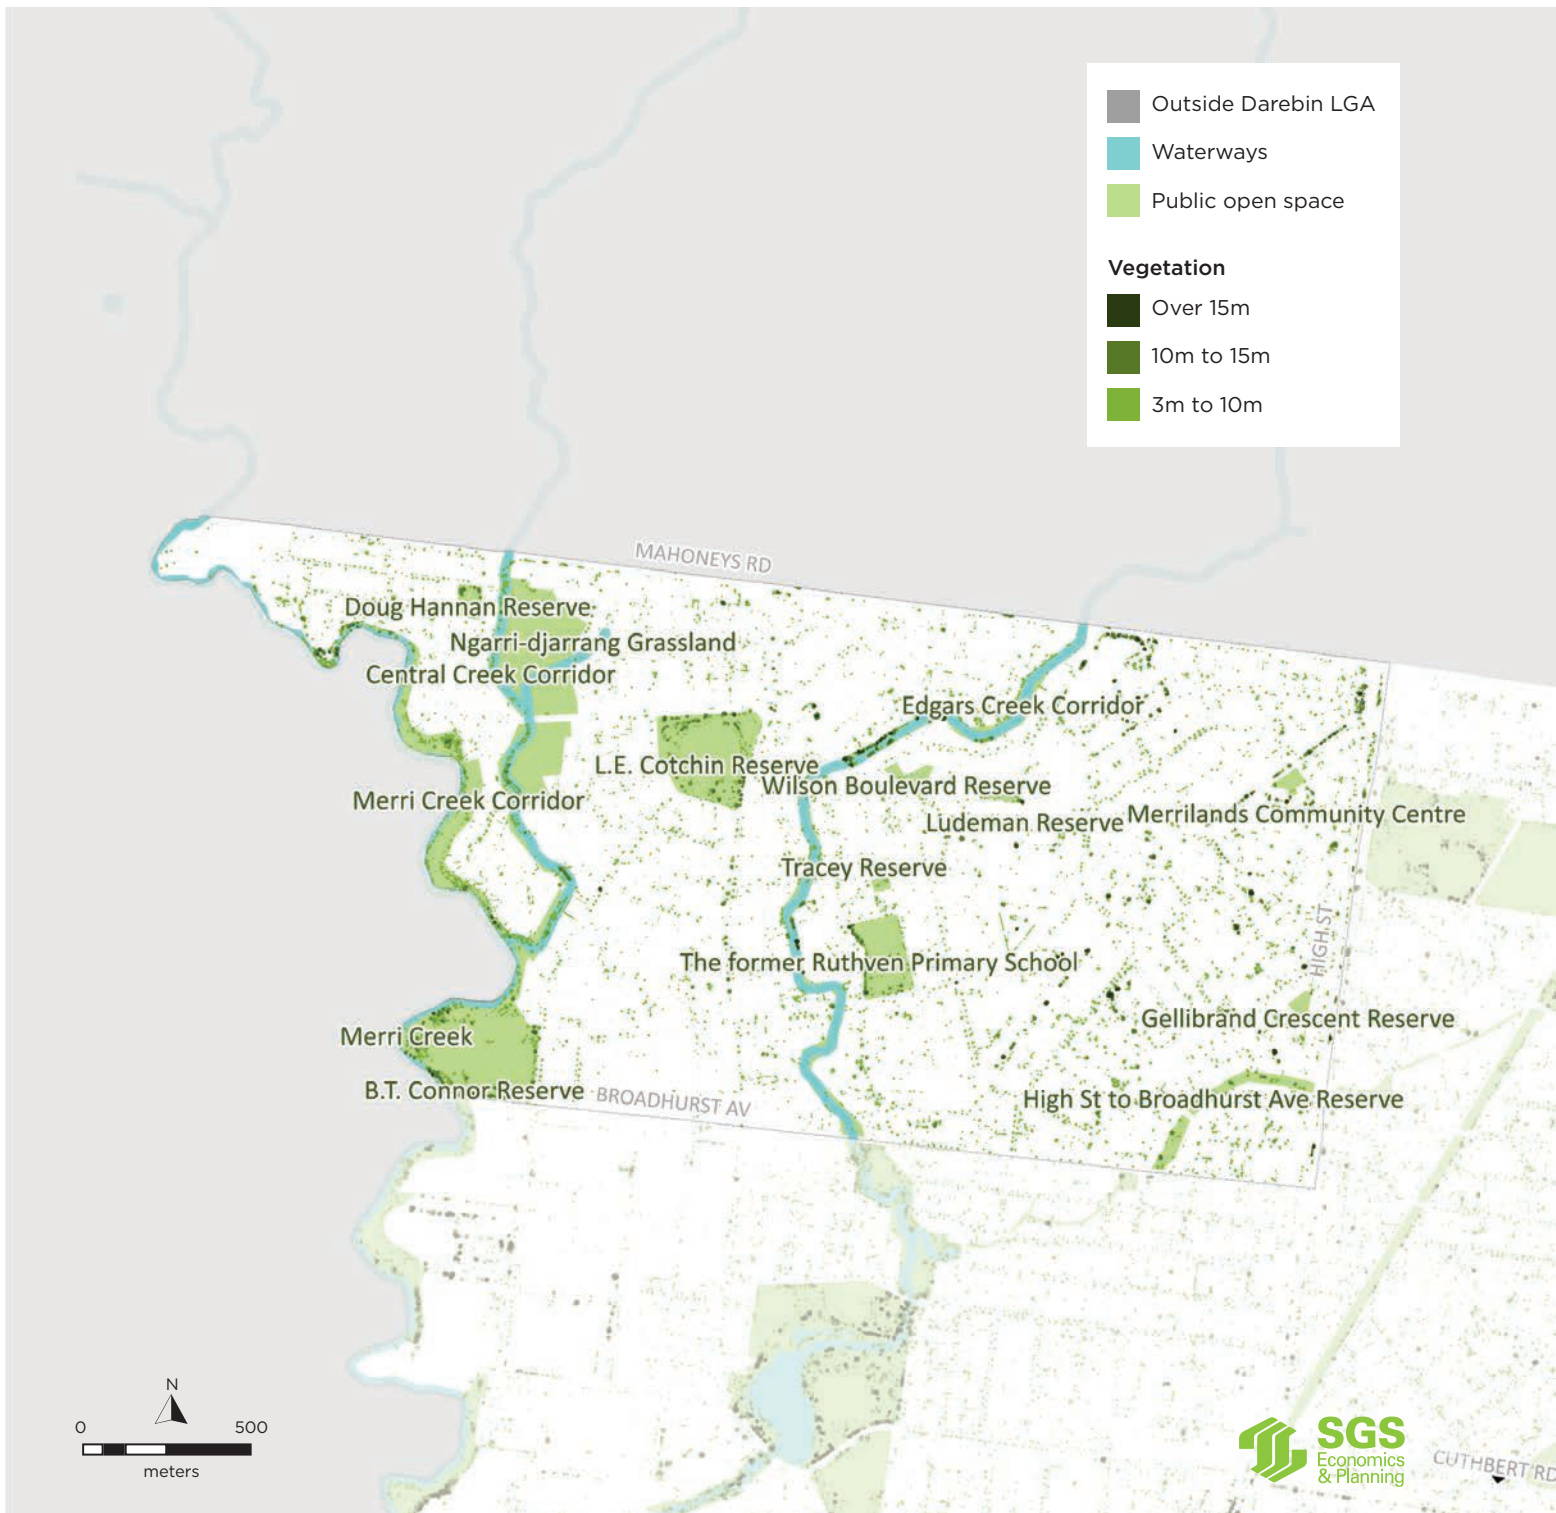 Outside Darebin LGA
Waterways
Public open space
Vegetation
Over 15m
10m to 15m
3m to 10m
MAHONEYS RD
Doug Hannan Reserve
Ngarri-djarrang Grassland
Central Creek Corridor
Edgars Creek Corridor
L.E. Cotchin Reserve
Wilson Boulevard Reserve
Merri Creek Corridor
Ludeman Reserve
Merrilands Community Centre
Tracey Reserve
HIGH ST
The former Ruthven Primary School
Gellibrand Crescent Reserve
Merri Creek
B.T. Connor Reserve
BROADHURST AV
High St to Broadhurst Ave Reserve
N
0 500
meters
SGS
Economics
& Planning
CUTHBERT RD